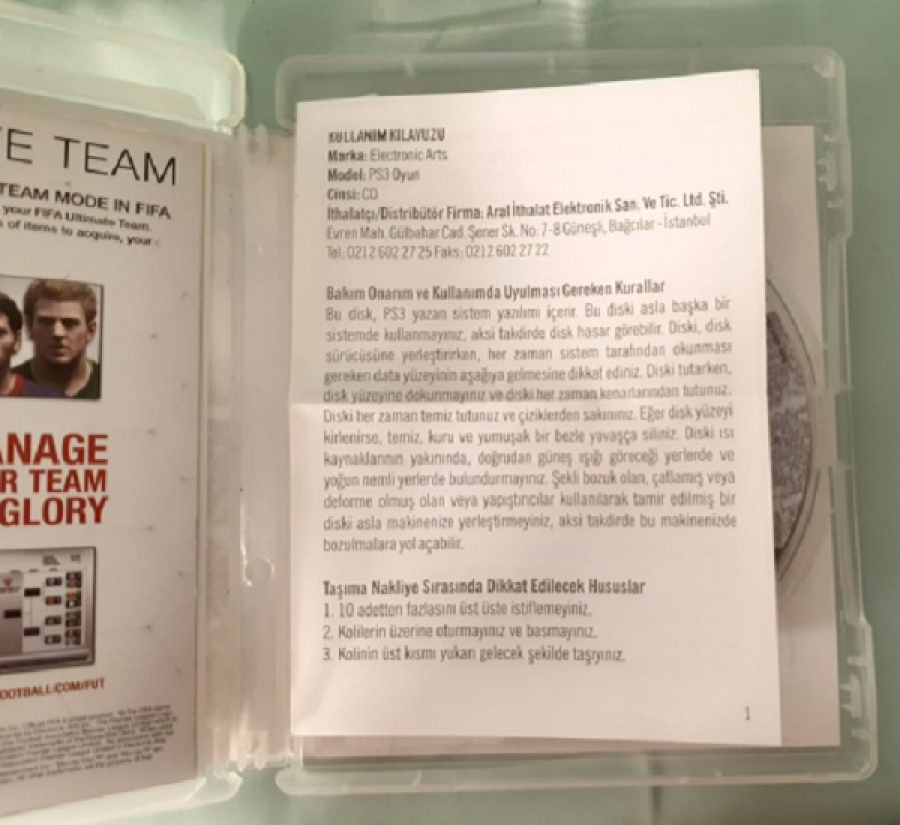 E TEAM
TEAM MODE IN FIFA
your FIFA Ultimate Team.
of items to acquire, your
ANAGE
R TEAM
GLORY
OOTBALL.COM/FUT
KULLANIM KILAVUZU
Marka: Electronic Arts
Model: PS3 Oyun
Cinsi: CD
İthalatçı/Distribütör Firma: Aral İthalat Elektronik San. Ve Tic. Ltd. Şti.
Evren Mah. Gülbahar Cad. Şener Sk. No: 7-8 Güneşli, Bağcılar - İstanbul
Tel: 0212 602 27 25 Faks: 0212 602 27 22
Bakım Onarım ve Kullanımda Uyulması Gereken Kurallar
Bu disk, PS3 yazan sistem yazılımı içerir. Bu diski asla başka bir
sistemde kullanmayınız, aksi takdirde disk hasar görebilir. Diski, disk
sürücüsüne yerleştirirken, her zaman sistem tarafından okunması
gereken data yüzeyinin aşağıya gelmesine dikkat ediniz. Diski tutarken,
disk yüzeyine dokunmayınız ve diski her zaman kenarlarından tutunuz.
Diski her zaman temiz tutunuz ve çiziklerden sakınınız. Eğer disk yüzeyi
kirlenirse, temiz, kuru ve yumuşak bir bezle yavaşça siliniz. Diski ısı
kaynaklarının yakınında, doğrudan güneş ışığı göreceği yerlerde ve
yoğun nemli yerlerde bulundurmayınız. Şekli bozuk olan, çatlamış veya
deforme olmuş olan veya yapıştırıcılar kullanılarak tamir edilmiş bir
diski asla makinenize yerleştirmeyiniz, aksi takdirde bu makinenizde
bozulmalara yol açabilir.
Taşıma Nakliye Sırasında Dikkat Edilecek Hususlar
1. 10 adetten fazlasını üst üste istiflemeyiniz.
2. Kolilerin üzerine oturmayınız ve basmayınız.
3. Kolinin üst kısmı yukarı gelecek şekilde taşıyınız.
1